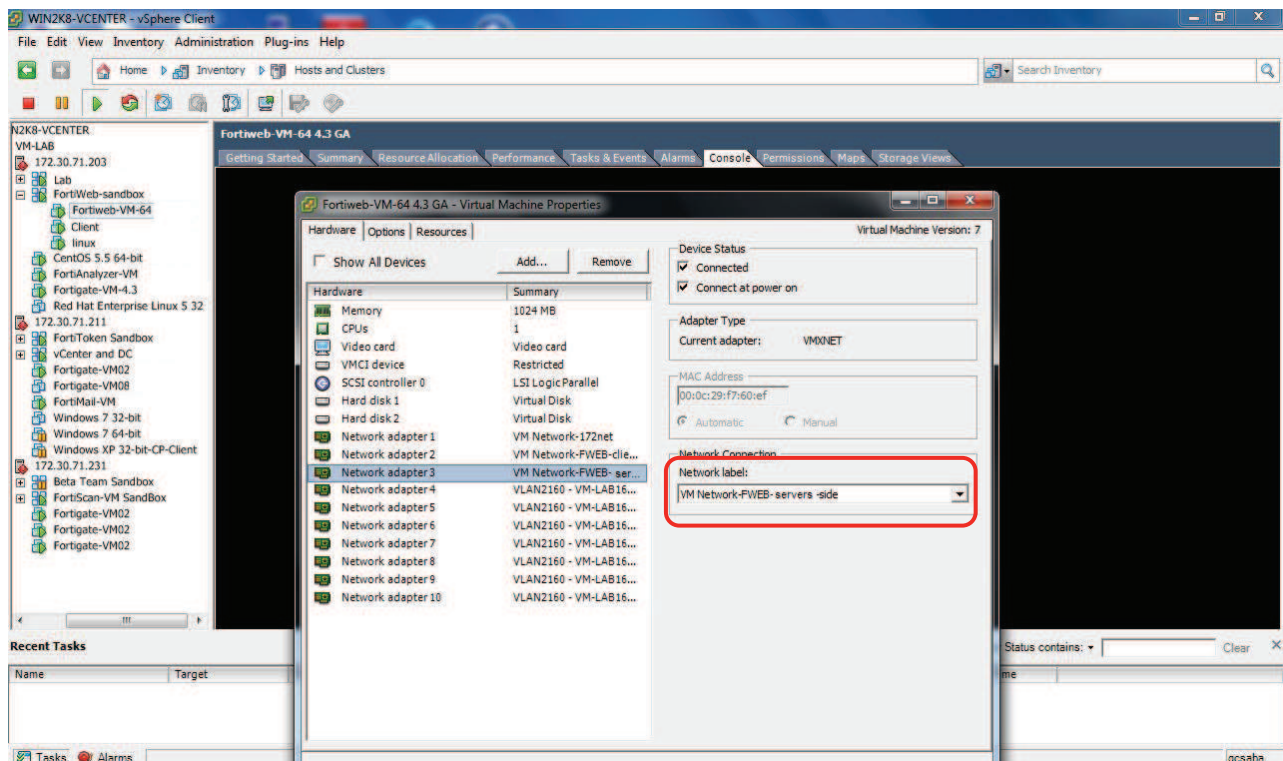 WIN2K8-VCENTER - vSphere Client
File Edit View Inventory Administration Plug-ins Help
Home Inventory Hosts and Clusters
Search Inventory
N2K8-VCENTER
VM-LAB
172.30.71.203
Lab
FortiWeb-sandbox
Fortiweb-VM-64
Client
linux
CentOS 5.5 64-bit
FortiAnalyzer-VM
Fortigate-VM-4.3
Red Hat Enterprise Linux 5 32
172.30.71.211
FortiToken Sandbox
vCenter and DC
Fortigate-VM02
Fortigate-VM08
FortiMail-VM
Windows 7 32-bit
Windows 7 64-bit
Windows XP 32-bit-CP-Client
172.30.71.231
Beta Team Sandbox
FortiScan-VM SandBox
Fortigate-VM02
Fortigate-VM02
Fortigate-VM02
Fortiweb-VM-64 4.3 GA
Getting Started Summary Resource Allocation Performance Tasks & Events Alarms Console Permissions Maps Storage Views
Fortiweb-VM-64 4.3 GA - Virtual Machine Properties
Hardware Options Resources
Virtual Machine Version: 7
Show All Devices Add... Remove
Hardware Summary
Memory 1024 MB
CPUs 1
Video card Video card
VMCI device Restricted
SCSI controller 0 LSI Logic Parallel
Hard disk 1 Virtual Disk
Hard disk 2 Virtual Disk
Network adapter 1 VM Network-172net
Network adapter 2 VM Network-FWEB-clie...
Network adapter 3 VM Network-FWEB- ser...
Network adapter 4 VLAN2160 - VM-LAB16...
Network adapter 5 VLAN2160 - VM-LAB16...
Network adapter 6 VLAN2160 - VM-LAB16...
Network adapter 7 VLAN2160 - VM-LAB16...
Network adapter 8 VLAN2160 - VM-LAB16...
Network adapter 9 VLAN2160 - VM-LAB16...
Network adapter 10 VLAN2160 - VM-LAB16...
Device Status
Connected
Connect at power on
Adapter Type
Current adapter: VMXNET
MAC Address
00:0c:29:f7:60:ef
Automatic Manual
Network Connection
Network label:
VM Network-FWEB- servers -side
Recent Tasks
Status contains: Clear
Name Target
me
Tasks Alarms
gcsaba